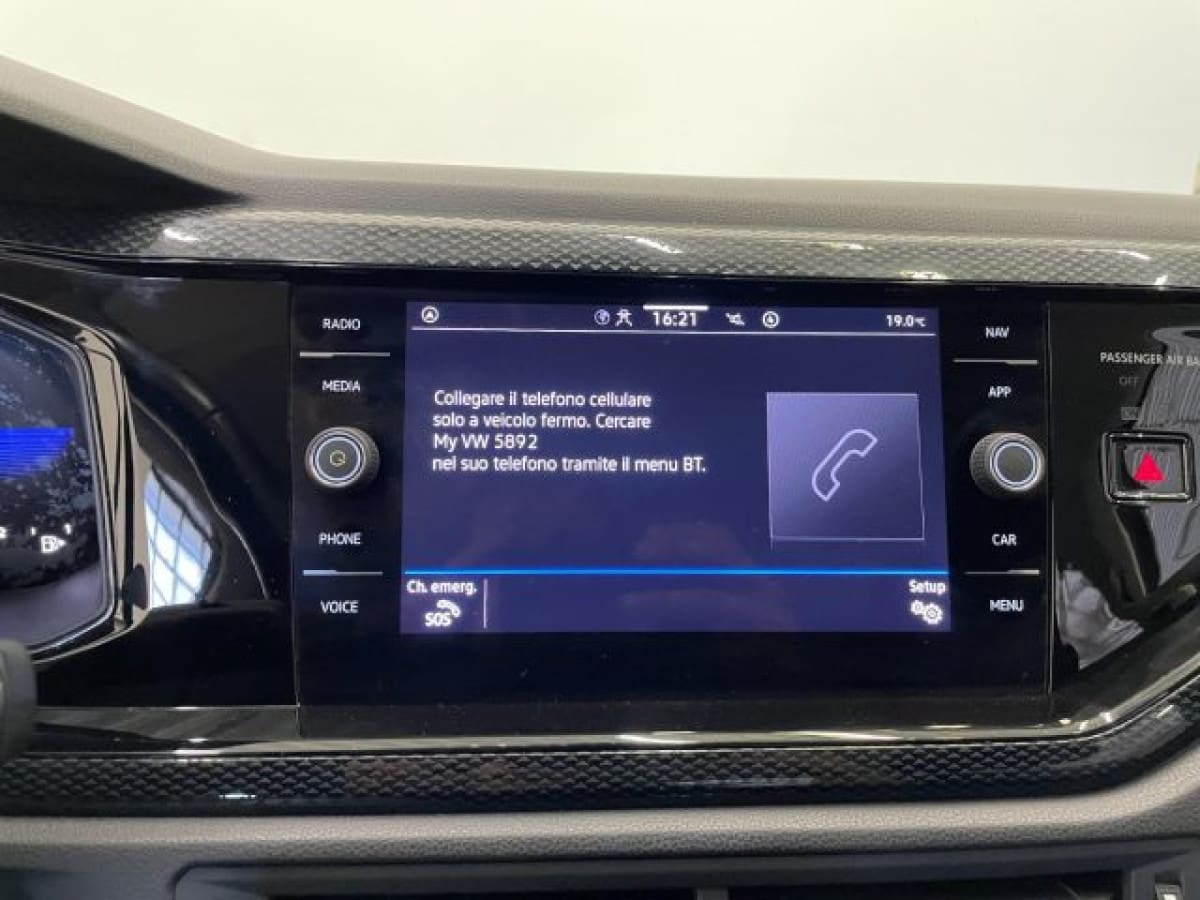 RADIO
MEDIA
PHONE
VOICE
16:21
19.0°C
Collegare il telefono cellulare
solo a veicolo fermo. Cercare
My VW 5892
nel suo telefono tramite il menu BT.
Ch. emerg.
SOS
Setup
NAV
APP
CAR
MENU
PASSENGER AIR BA
OFF